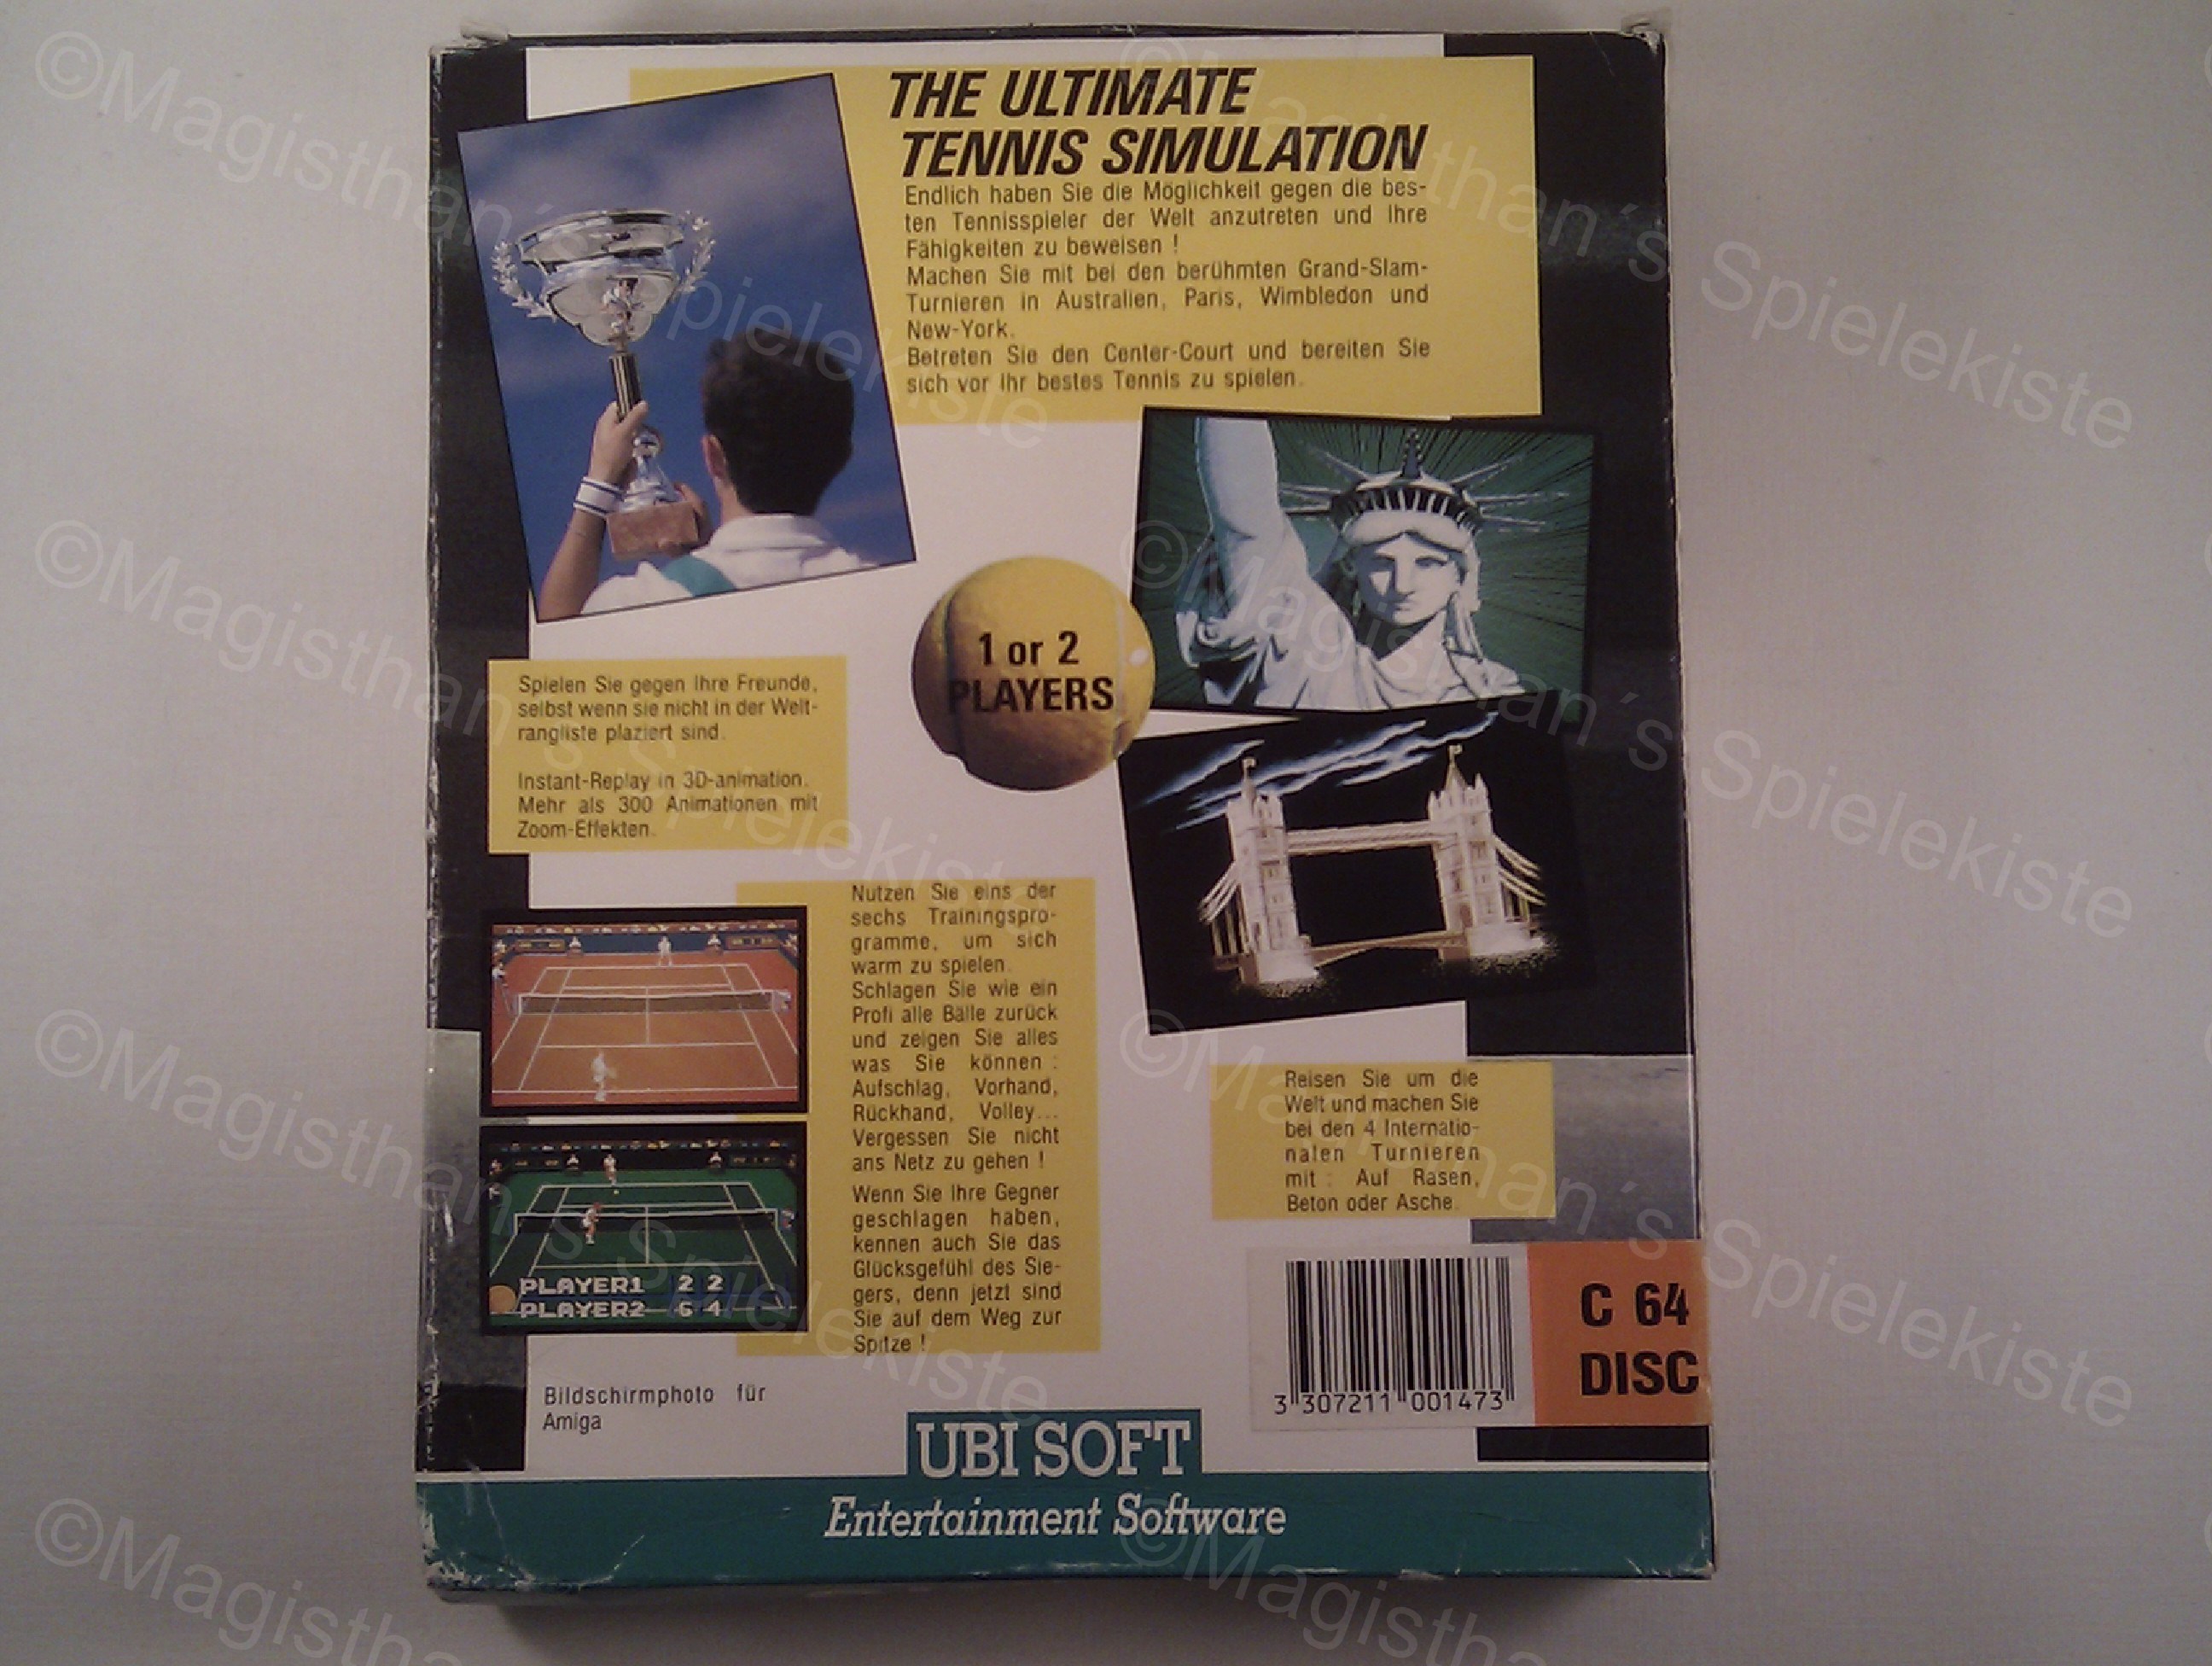 THE ULTIMATE
TENNIS SIMULATION
Endlich haben Sie die Möglichkeit gegen die bes-
ten Tennisspieler der Welt anzutreten und Ihre
Fähigkeiten zu beweisen !
Machen Sie mit bei den berühmten Grand-Slam-
Turnieren in Australien, Paris, Wimbledon und
New-York.
Betreten Sie den Center-Court und bereiten Sie
sich vor Ihr bestes Tennis zu spielen.
1 or 2
PLAYERS
Spielen Sie gegen Ihre Freunde,
selbst wenn sie nicht in der Welt-
rangliste plaziert sind.
Instant-Replay in 3D-animation.
Mehr als 300 Animationen mit
Zoom-Effekten.
Nutzen Sie eins der
sechs Trainingspro-
gramme, um sich
warm zu spielen.
Schlagen Sie wie ein
Profi alle Bälle zurück
und zeigen Sie alles
was Sie können :
Aufschlag, Vorhand,
Rückhand, Volley...
Vergessen Sie nicht
ans Netz zu gehen !
Wenn Sie Ihre Gegner
geschlagen haben,
kennen auch Sie das
Glücksgefühl des Sie-
gers, denn jetzt sind
Sie auf dem Weg zur
Spitze !
PLAYER1 2 2
PLAYER2 6 4
Bildschirmphoto für
Amiga
Reisen Sie um die
Welt und machen Sie
bei den 4 Internatio-
nalen Turnieren
mit : Auf Rasen,
Beton oder Asche.
3 307211 001473
C 64
DISC
UBI SOFT
Entertainment Software
©Magisthan´s Spielekiste
©Magisthan´s Spielekiste
©Magisthan´s Spielekiste
©Magisthan´s Spielekiste
©Magisthan´s Spielekiste
©Magisthan´s Spielekiste
©Magistha
©Magistha